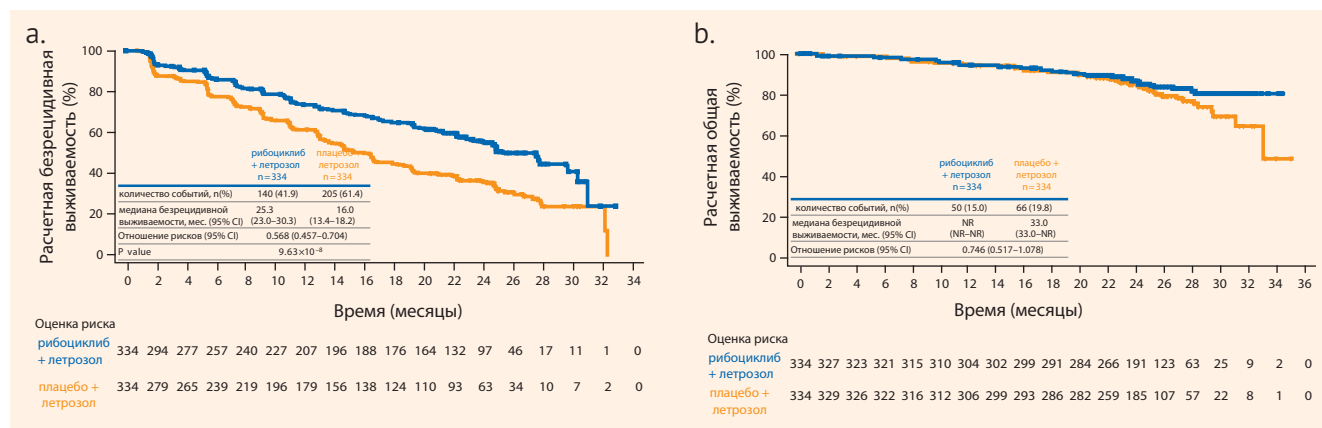 a.
Расчетная безрецидивная
выживаемость (%)
100
80
60
40
20
0
рибоциклиб
+ летрозол
n=334
плацебо+
летрозол
n=334
количество событий, n(%) 140 (41.9) 205 (61.4)
медиана безрецидивной 25.3 16.0
выживаемости, мес. (95% CI) (23.0–30.3) (13.4–18.2)
Отношение рисков (95% CI) 0.568 (0.457–0.704)
P value 9.63×10⁻⁸
0 2 4 6 8 10 12 14 16 18 20 22 24 26 28 30 32 34
Время (месяцы)
Оценка риска
рибоциклиб
+ летрозол
334 294 277 257 240 227 207 196 188 176 164 132 97 46 17 11 1 0
плацебо +
летрозол
334 279 265 239 219 196 179 156 138 124 110 93 63 34 10 7 2 0
b.
Расчетная общая
выживаемость (%)
100
80
60
40
20
0
рибоциклиб
+ летрозол
n=334
плацебо +
летрозол
n=334
количество событий, n(%) 50 (15.0) 66 (19.8)
медиана безрецидивной NR 33.0
выживаемости, мес. (95% CI) (NR–NR) (33.0–NR)
Отношение рисков (95% CI) 0.746 (0.517–1.078)
0 2 4 6 8 10 12 14 16 18 20 22 24 26 28 30 32 34 36
Время (месяцы)
Оценка риска
рибоциклиб
+ летрозол
334 327 323 321 315 310 304 302 299 291 284 266 191 123 63 25 9 2 0
плацебо +
летрозол
334 329 326 322 316 312 306 299 293 286 282 259 185 107 57 22 8 1 0